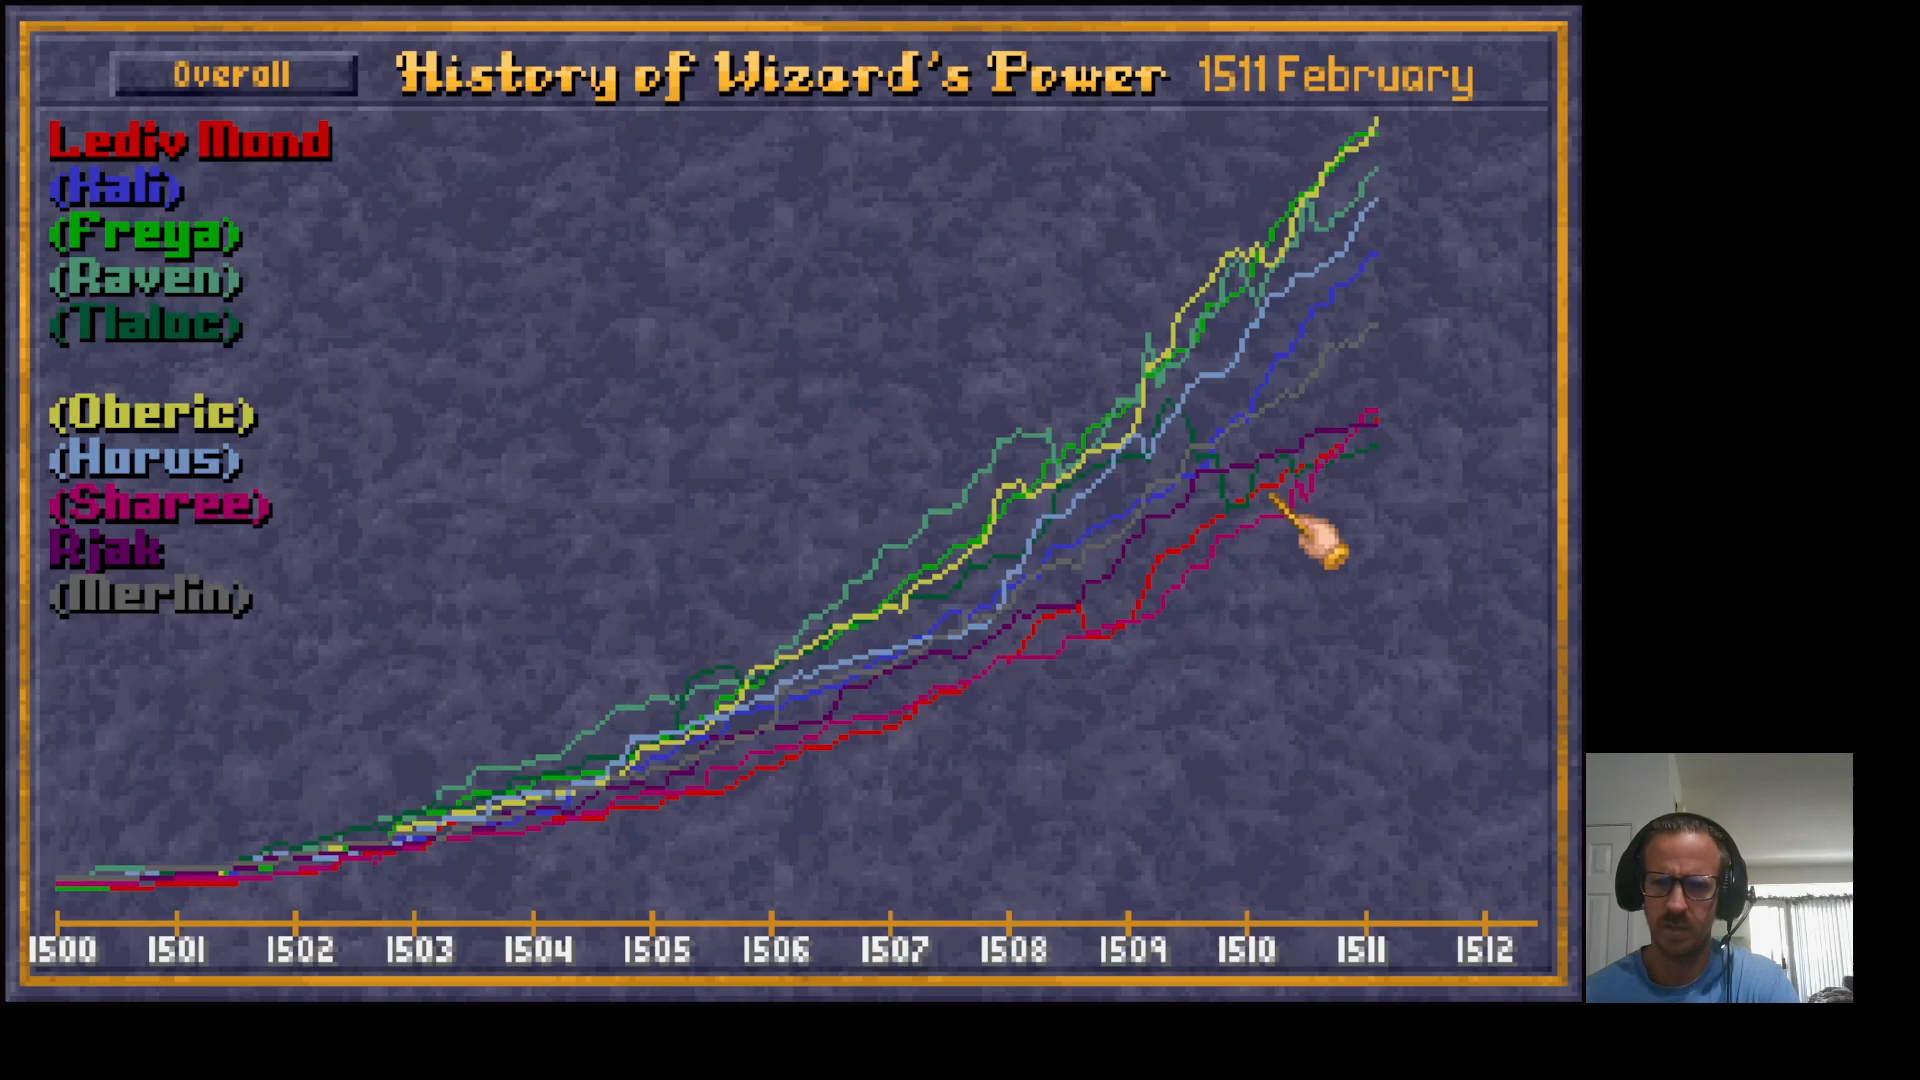 Overall History of Wizard's Power 1511 February
Lediv Mond
(Kali)
(Freya)
(Raven)
(Tlaloc)
(Oberic)
(Horus)
(Sharee)
Rjak
(Merlin)
1500 1501 1502 1503 1504 1505 1506 1507 1508 1509 1510 1511 1512